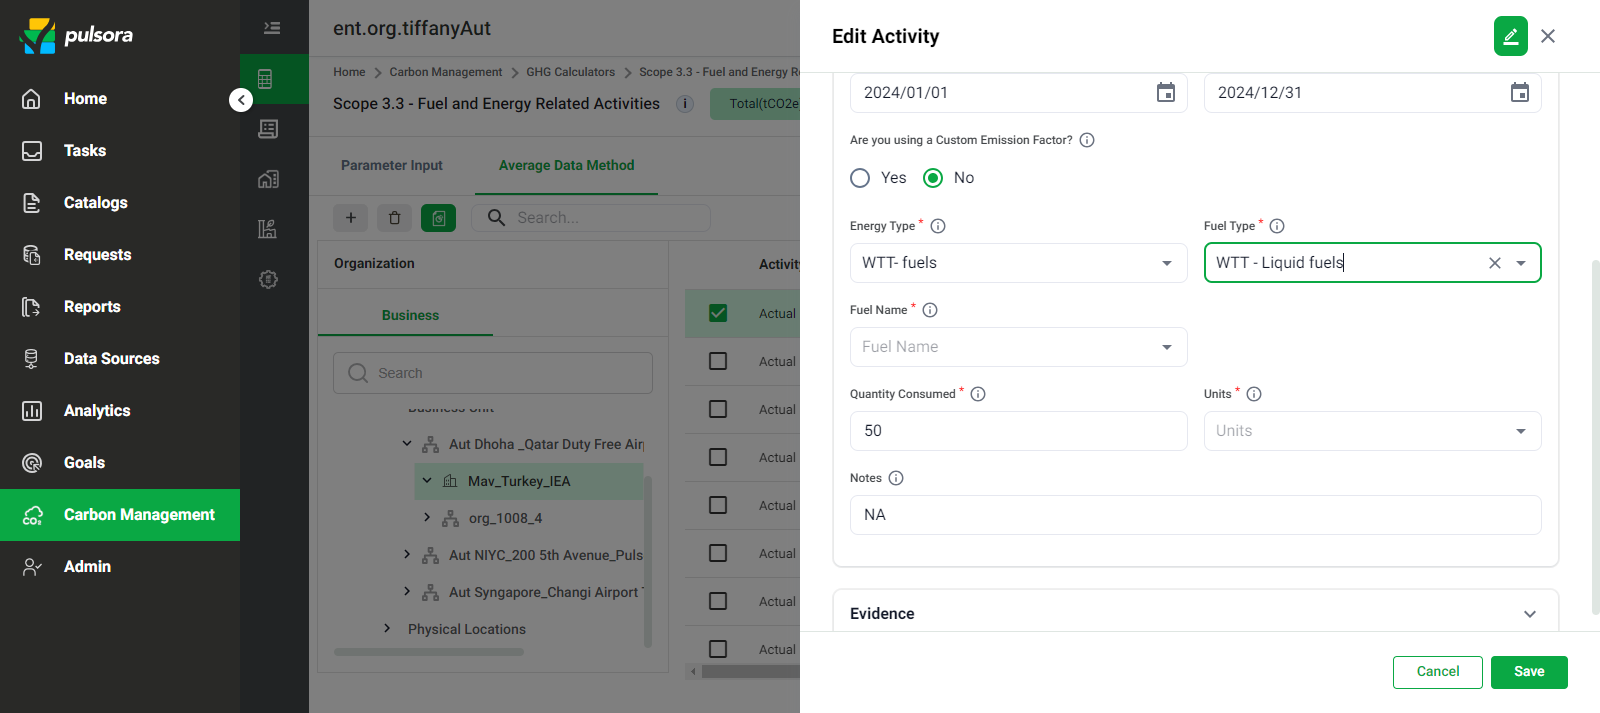 pulsora
Home
Tasks
Catalogs
Requests
Reports
Data Sources
Analytics
Goals
CO₂
Carbon Management
Admin
ent.org.tiffanyAut
Home > Carbon Management > GHG Calculators > Scope 3.3 - Fuel and Energy Re
Scope 3.3 - Fuel and Energy Related Activities
Total(tCO2e
Parameter Input
Average Data Method
Search...
Organization
Business
Search
Business Unit
Aut Dhoha _Qatar Duty Free Air
Mav_Turkey_IEA
org_1008_4
Aut NIYC_200 5th Avenue_Puls
Aut Syngapore_Changi Airport T
Physical Locations
Activity
Actual
Actual
Actual
Actual
Actual
Actual
Actual
Actual
Edit Activity
2024/01/01
2024/12/31
Are you using a Custom Emission Factor?
Yes
No
Energy Type *
WTT- fuels
Fuel Type *
WTT - Liquid fuels
Fuel Name *
Fuel Name
Quantity Consumed *
50
Units *
Units
Notes
NA
Evidence
Cancel
Save